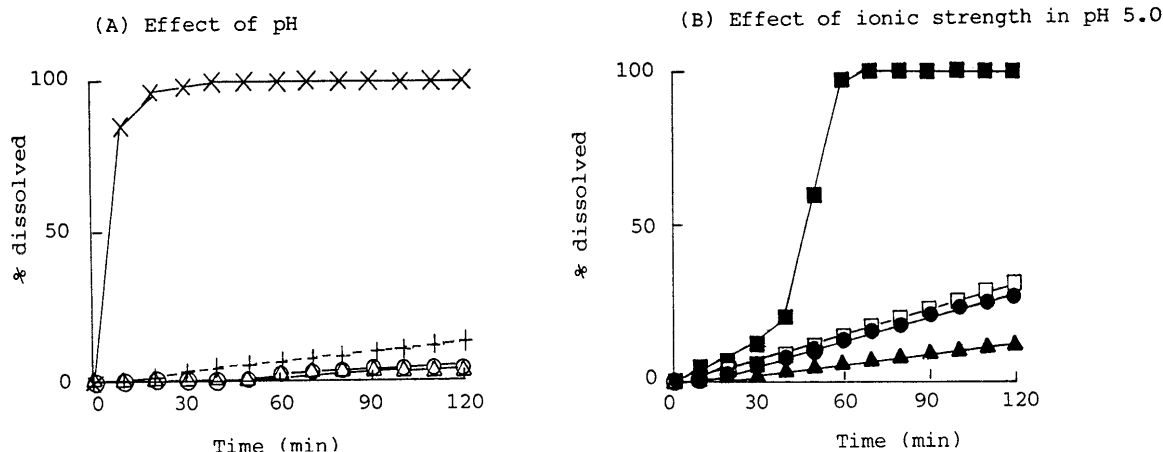 (A) Effect of pH
(B) Effect of ionic strength in pH 5.0
% dissolved
100
50
0
0 30 60 90 120
Time (min)
% dissolved
100
50
0
0 30 60 90 120
Time (min)